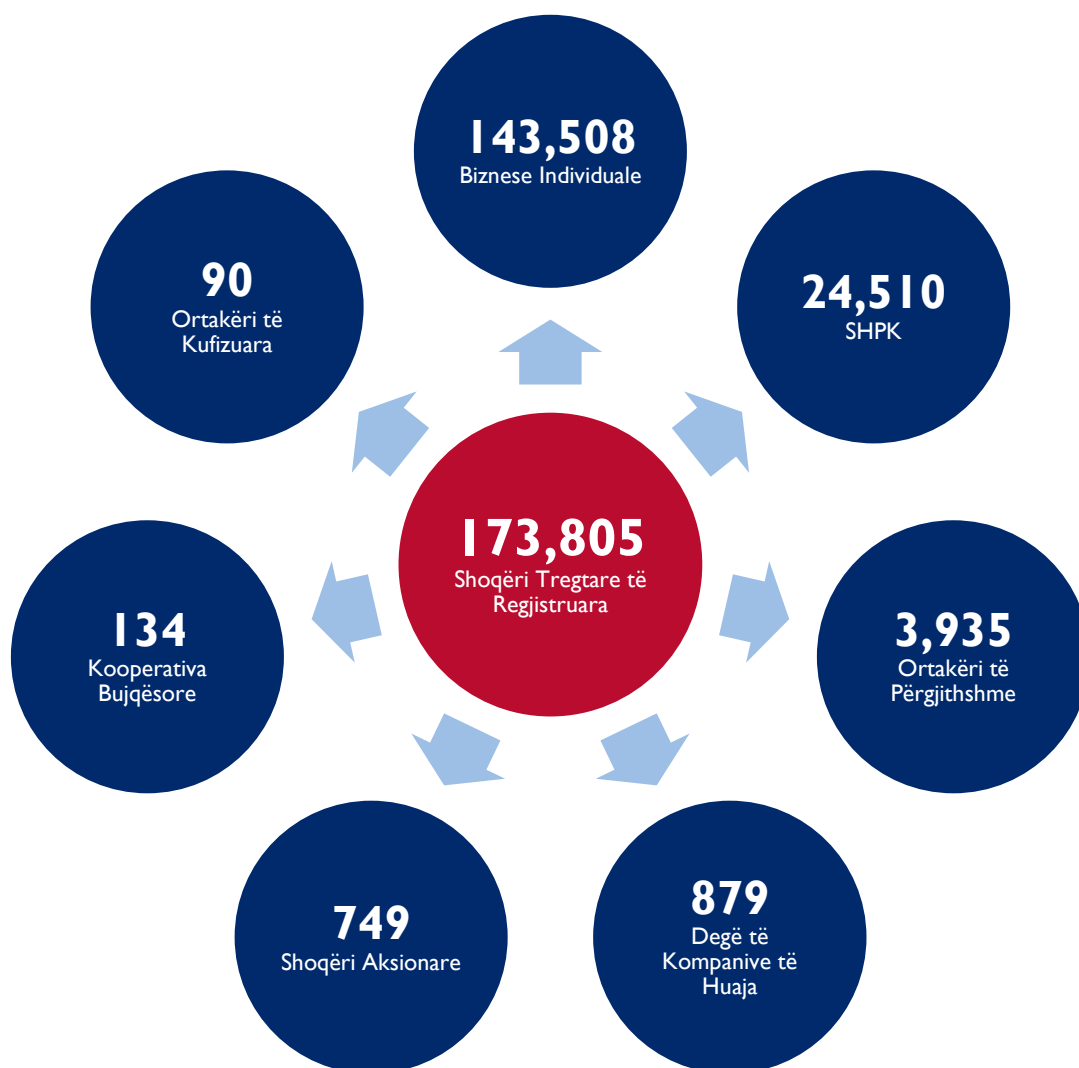 143,508
Biznese Individuale
90
Ortakëri të
Kufizuara
24,510
SHPK
173,805
Shoqëri Tregtare të
Regjistruara
134
Kooperativa
Bujqësore
3,935
Ortakëri të
Përgjithshme
749
Shoqëri Aksionare
879
Degë të
Kompanive të
Huaja